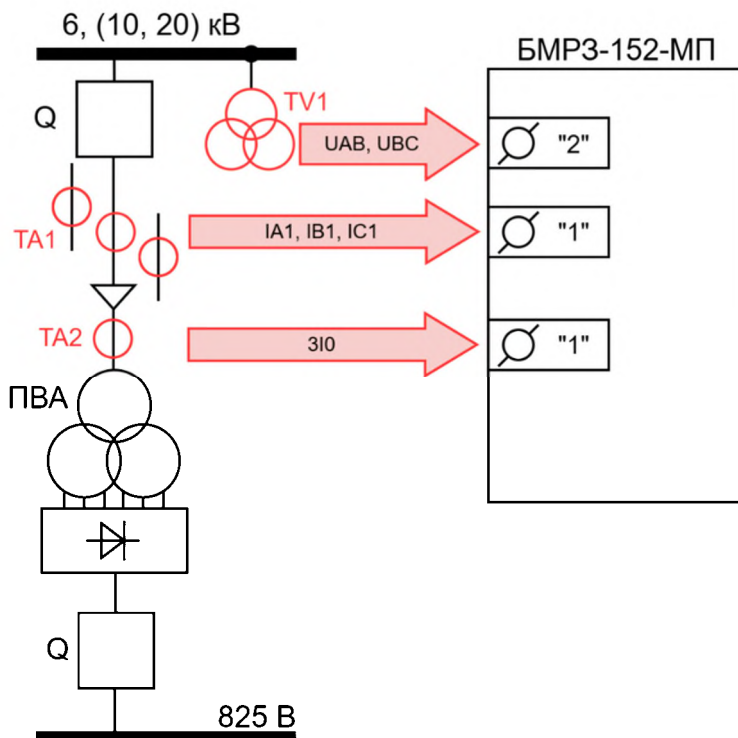 6, (10, 20) кВ
БМРЗ-152-МП
Q
TV1
UAB, UBC
"2"
TA1
IA1, IB1, IC1
"1"
TA2
3I0
"1"
ПВА
Q
825 В